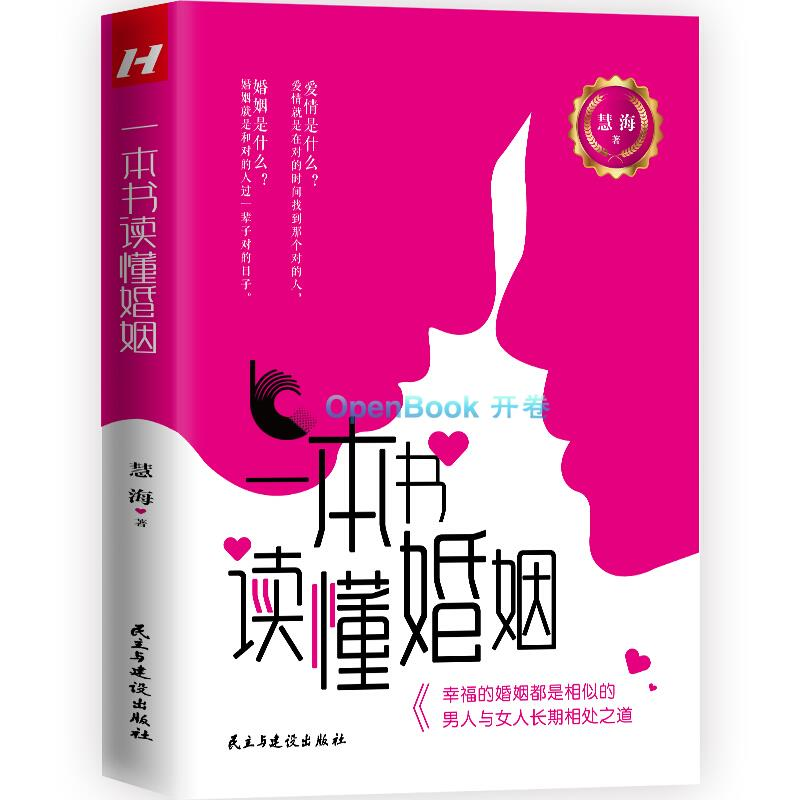 H
一本书读懂婚姻
慧海
著
民主与建设出版社
爱情是什么？
爱情就是在对的时间找到那个对的人，
婚姻是什么？
婚姻就是和对的人过一辈子对的日子。
慧海
著
OpenBook 开卷
一本书
读懂婚姻
幸福的婚姻都是相似的
男人与女人长期相处之道
民主与建设出版社